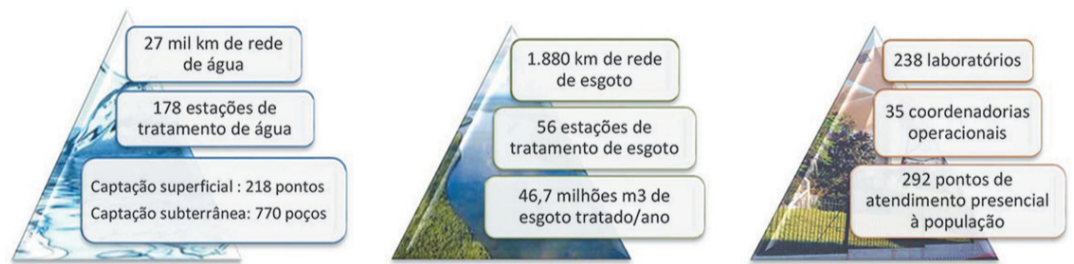 27 mil km de rede
de água
178 estações de
tratamento de água
Captação superficial : 218 pontos
Captação subterrânea: 770 poços
1.880 km de rede
de esgoto
56 estações de
tratamento de esgoto
46,7 milhões m3 de
esgoto tratado/ano
238 laboratórios
35 coordenadorias
operacionais
292 pontos de
atendimento presencial
à população